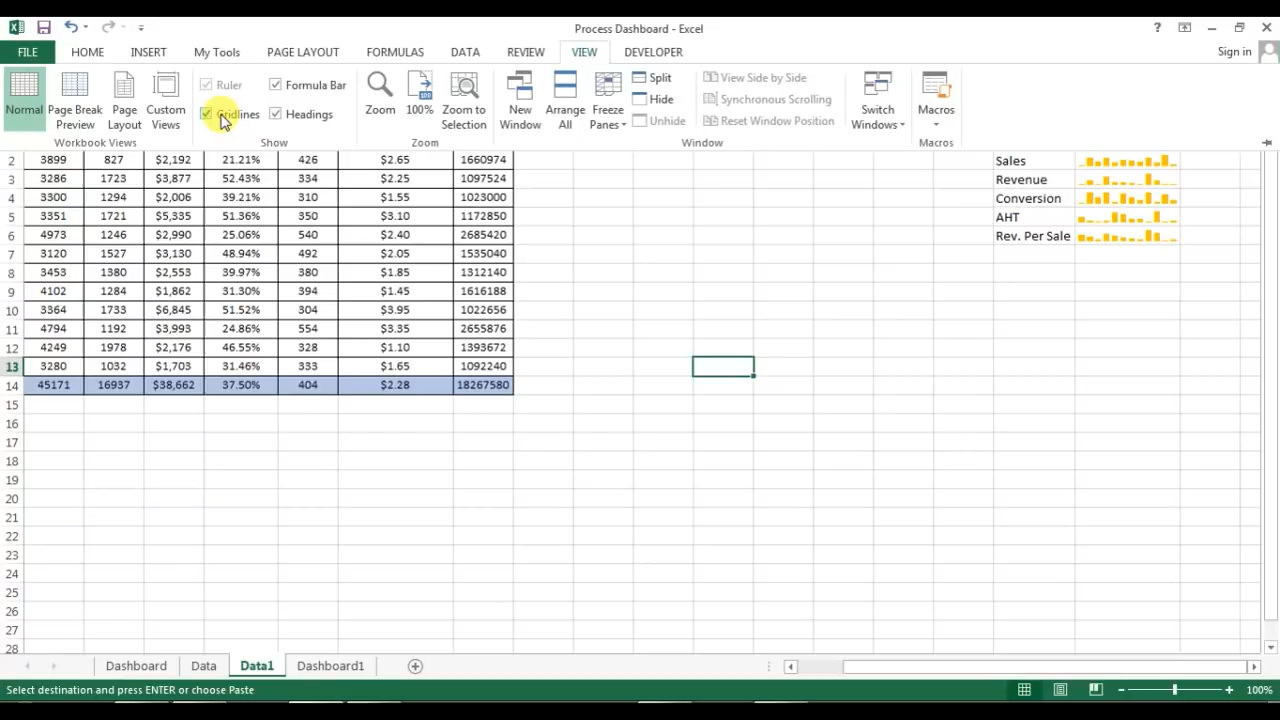 Process Dashboard - Excel
?
Sign in
FILE HOME INSERT My Tools PAGE LAYOUT FORMULAS DATA REVIEW VIEW DEVELOPER
Normal
Page Break Preview
Page Layout
Custom Views
Workbook Views
Ruler
Formula Bar
Gridlines
Headings
Show
Zoom
100%
Zoom to Selection
Zoom
New Window
Arrange All
Freeze Panes
Split
Hide
Unhide
View Side by Side
Synchronous Scrolling
Reset Window Position
Window
Switch Windows
Macros
Macros
2 3899 827 $2,192 21.21% 426 $2.65 1660974 Sales
3 3286 1723 $3,877 52.43% 334 $2.25 1097524 Revenue
4 3300 1294 $2,006 39.21% 310 $1.55 1023000 Conversion
5 3351 1721 $5,335 51.36% 350 $3.10 1172850 AHT
6 4973 1246 $2,990 25.06% 540 $2.40 2685420 Rev. Per Sale
7 3120 1527 $3,130 48.94% 492 $2.05 1535040
8 3453 1380 $2,553 39.97% 380 $1.85 1312140
9 4102 1284 $1,862 31.30% 394 $1.45 1616188
10 3364 1733 $6,845 51.52% 304 $3.95 1022656
11 4794 1192 $3,993 24.86% 554 $3.35 2655876
12 4249 1978 $2,176 46.55% 328 $1.10 1393672
13 3280 1032 $1,703 31.46% 333 $1.65 1092240
14 45171 16937 $38,662 37.50% 404 $2.28 18267580
15
16
17
18
19
20
21
22
23
24
25
26
27
28
Dashboard Data Data1 Dashboard1
Select destination and press ENTER or choose Paste
100%